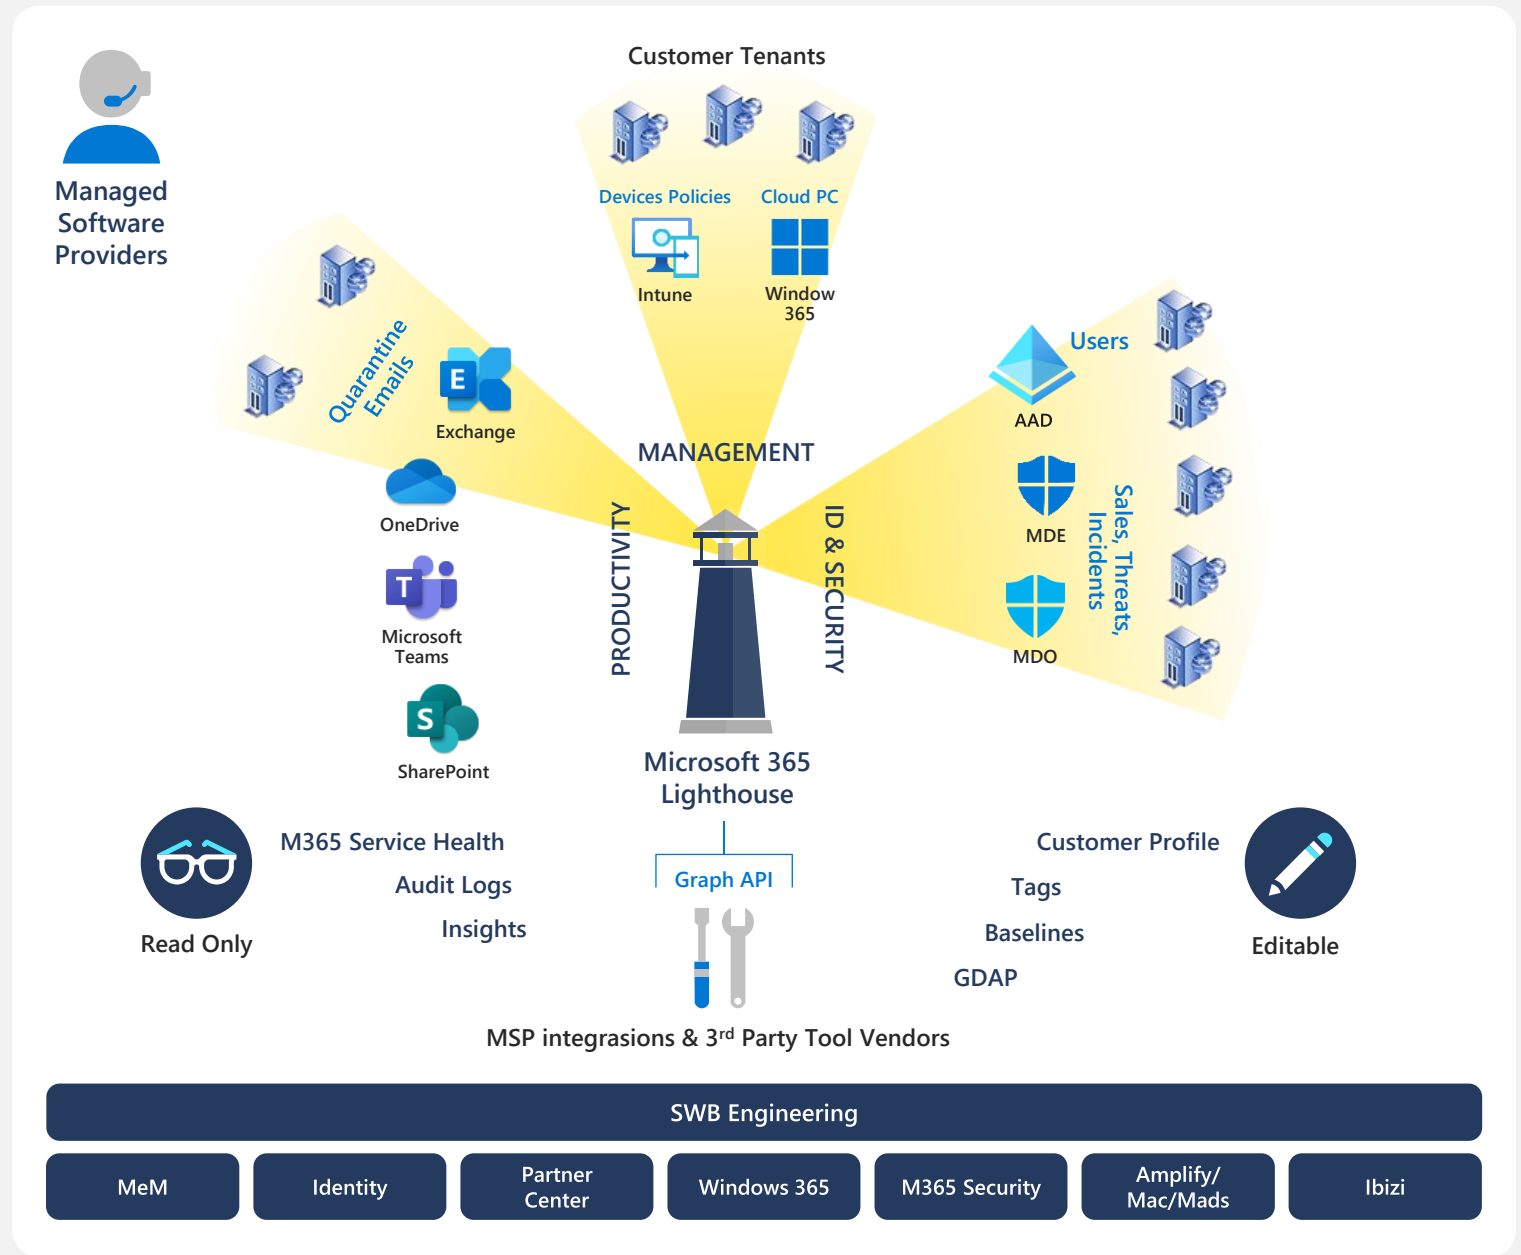 Customer Tenants
Managed
Software
Providers
Devices Policies
Cloud PC
Intune
Window
365
Quarantine
Emails
E
Exchange
OneDrive
T
Microsoft
Teams
S
SharePoint
MANAGEMENT
PRODUCTIVITY
ID & SECURITY
Users
AAD
MDE
MDO
Sales, Threats,
Incidents
Microsoft 365
Lighthouse
Graph API
M365 Service Health
Audit Logs
Insights
Read Only
Customer Profile
Tags
Baselines
GDAP
Editable
MSP integrasions & 3rd Party Tool Vendors
SWB Engineering
MeM
Identity
Partner
Center
Windows 365
M365 Security
Amplify/
Mac/Mads
Ibizi